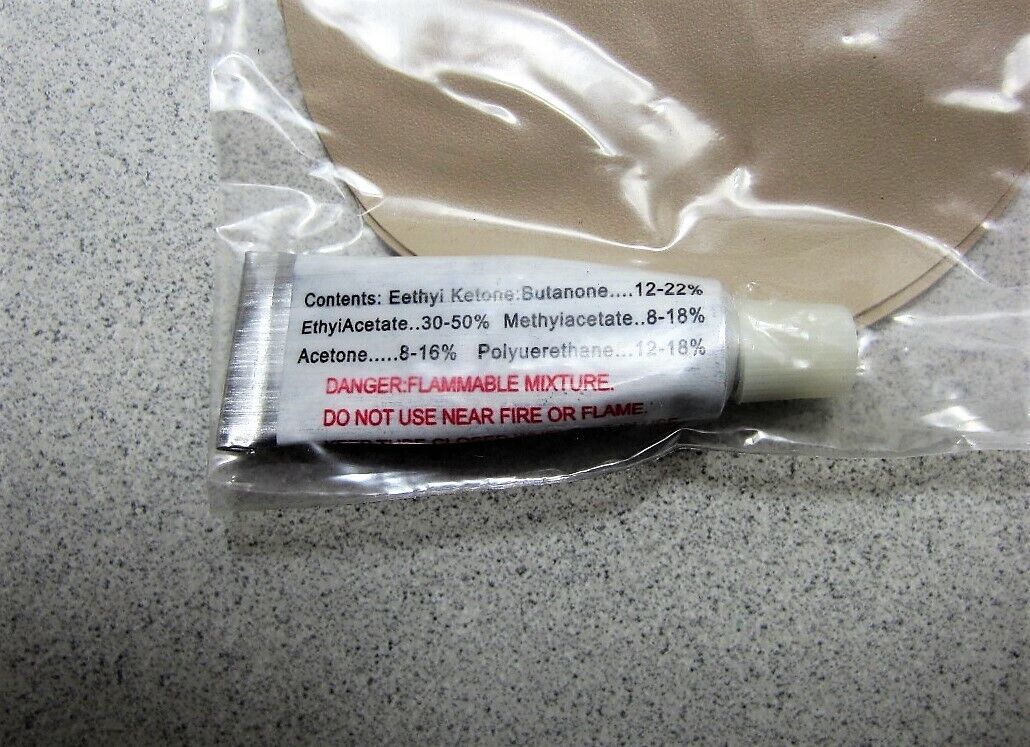 Contents: Eethyi Ketone:Butanone....12-22%
EthyiAcetate..30-50% Methyiacetate..8-18%
Acetone.....8-16% Polyuerethane...12-18%
DANGER:FLAMMABLE MIXTURE.
DO NOT USE NEAR FIRE OR FLAME.